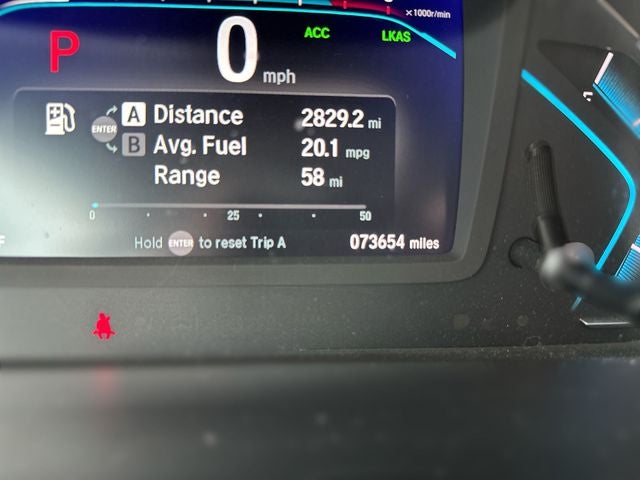 x1000r/min
P
0 mph
ACC
LKAS
A Distance 2829.2 mi
ENTER
B Avg. Fuel 20.1 mpg
Range 58 mi
0 25 50
Hold ENTER to reset Trip A 073654 miles